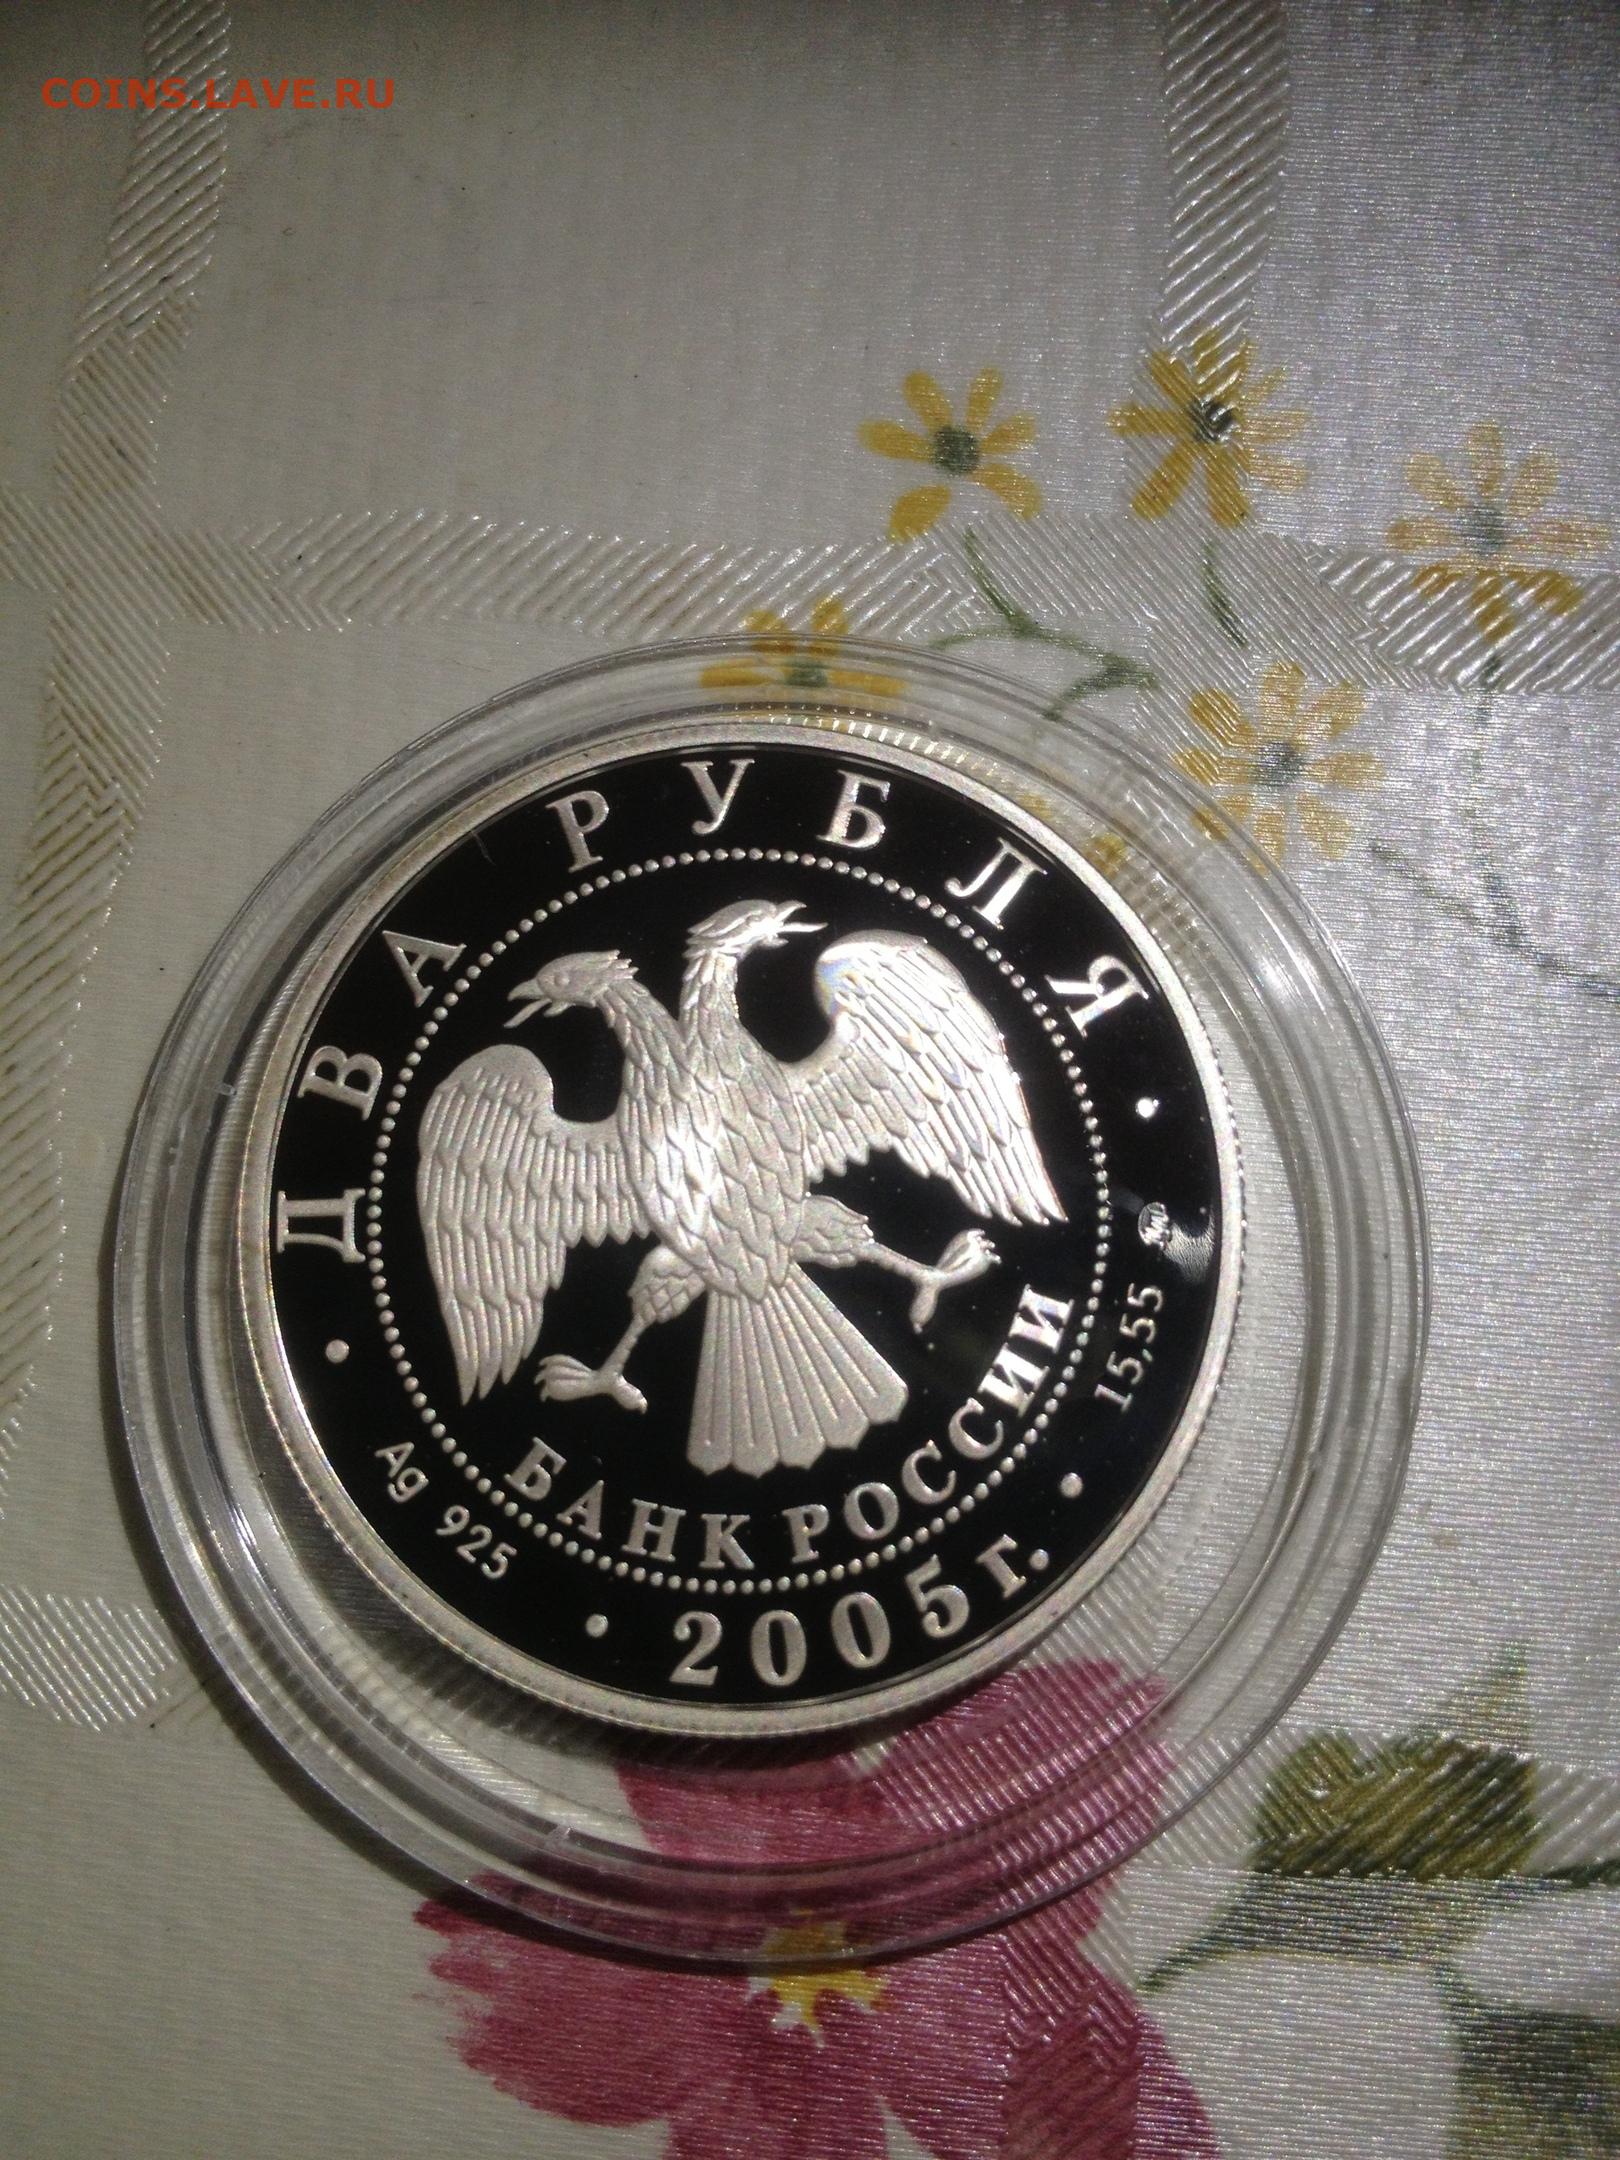 COINS.LAVE.RU
ДВА РУБЛЯ
БАНК РОССИИ
Ag 925
2005 г.
15,55